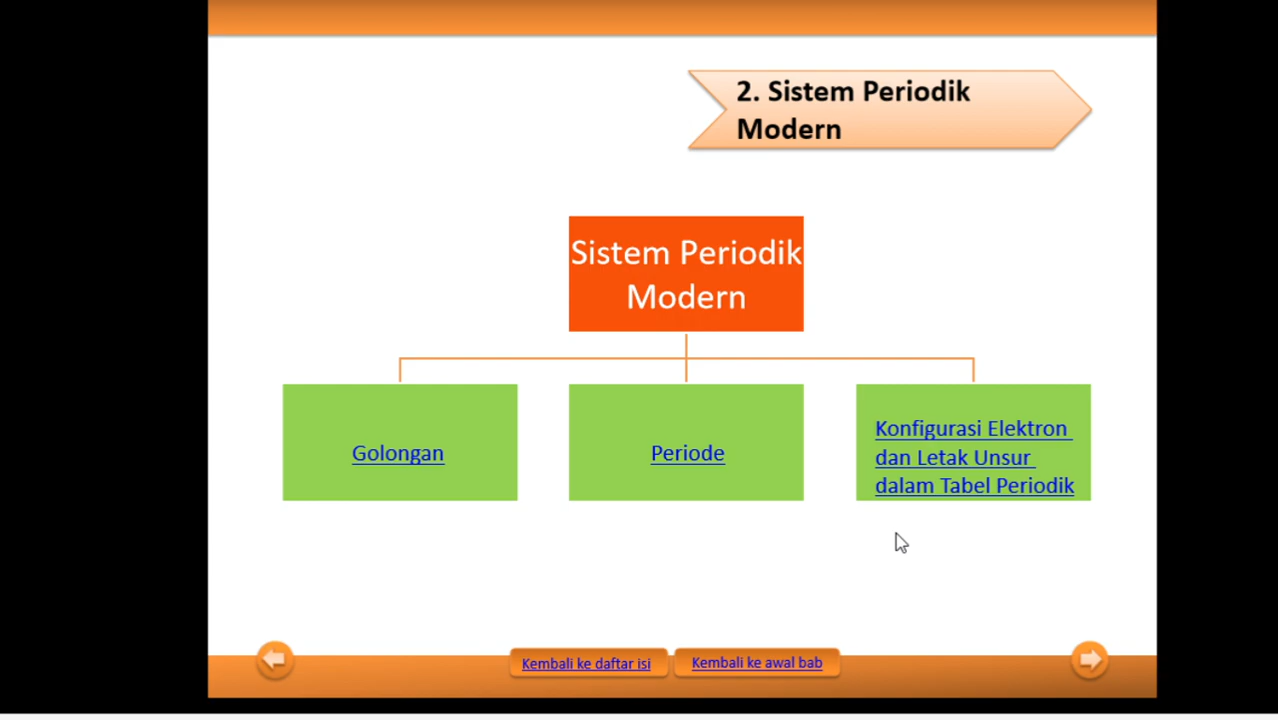 2. Sistem Periodik
Modern
Sistem Periodik
Modern
Golongan
Periode
Konfigurasi Elektron
dan Letak Unsur
dalam Tabel Periodik
Kembali ke daftar isi
Kembali ke awal bab